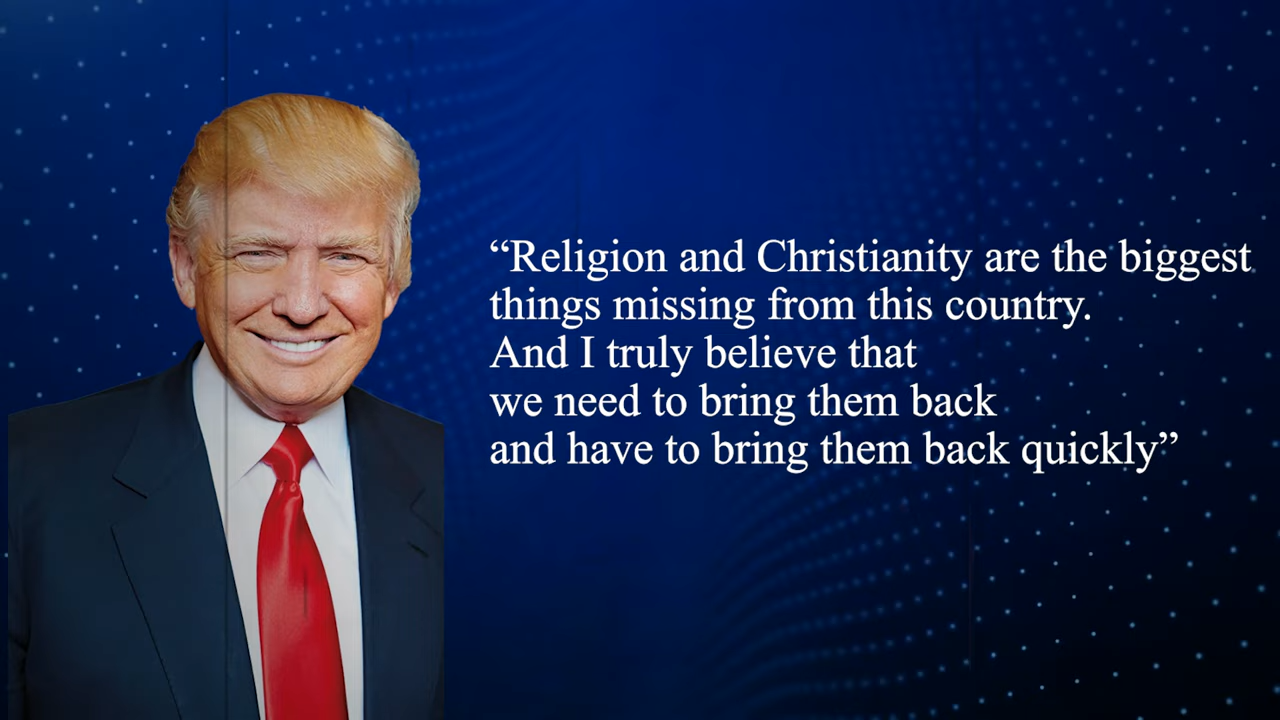 “Religion and Christianity are the biggest
things missing from this country.
And I truly believe that
we need to bring them back
and have to bring them back quickly”